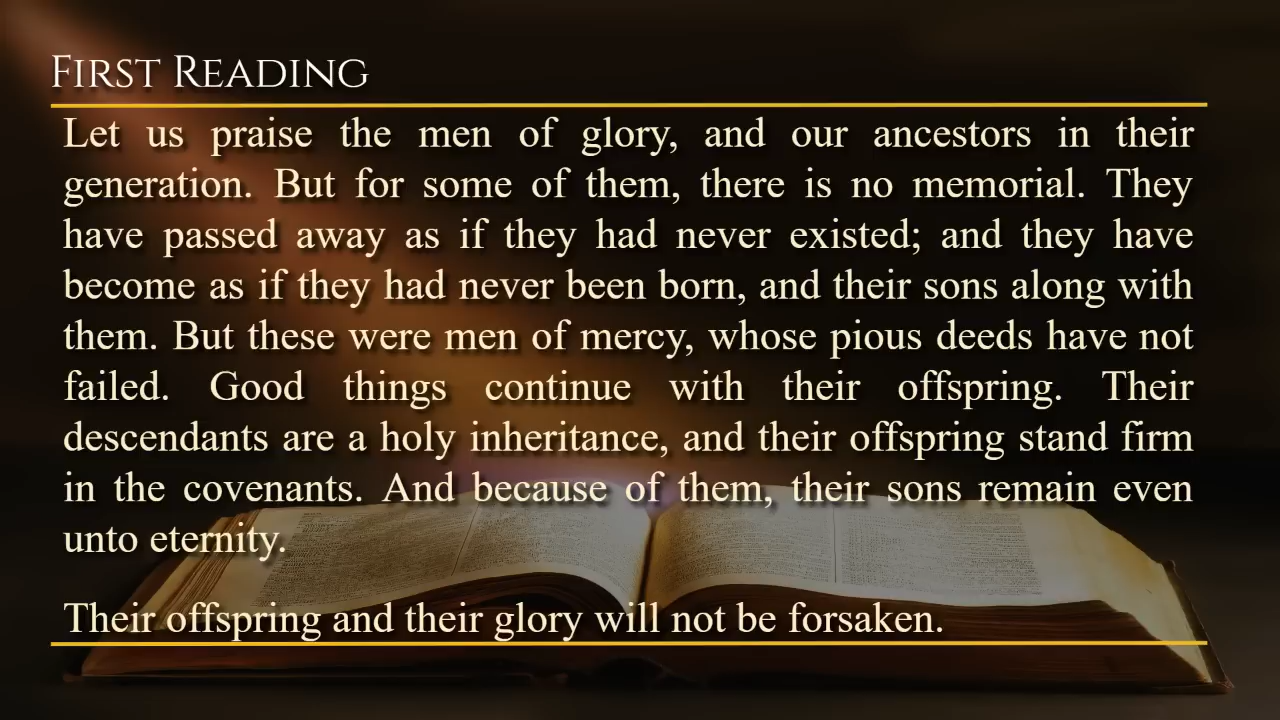 First Reading
Let us praise the men of glory, and our ancestors in their
generation. But for some of them, there is no memorial. They
have passed away as if they had never existed; and they have
become as if they had never been born, and their sons along with
them. But these were men of mercy, whose pious deeds have not
failed. Good things continue with their offspring. Their
descendants are a holy inheritance, and their offspring stand firm
in the covenants. And because of them, their sons remain even
unto eternity.
Their offspring and their glory will not be forsaken.